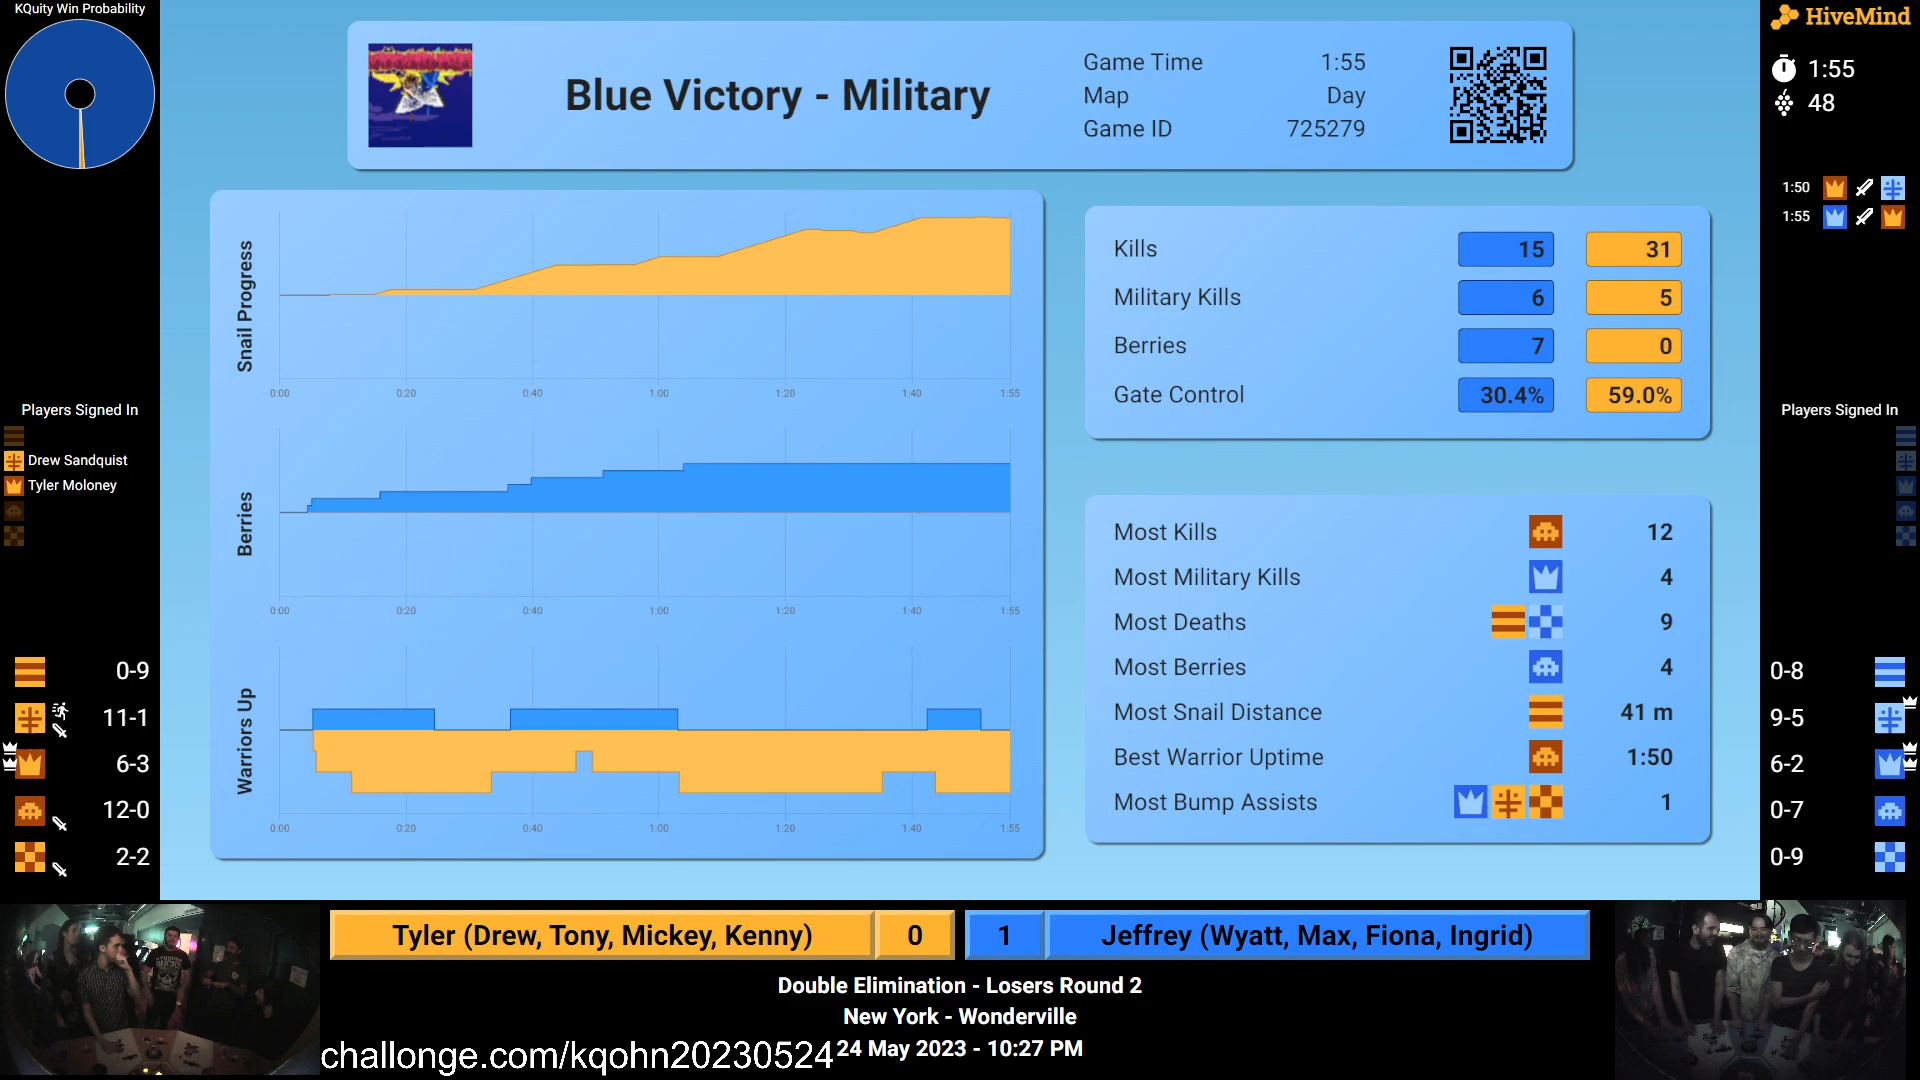 KQuity Win Probability
HiveMind
1:55
48
1:50
1:55
Blue Victory - Military
Game Time 1:55
Map Day
Game ID 725279
Snail Progress
0:00 0:20 0:40 1:00 1:20 1:40 1:55
Berries
0:00 0:20 0:40 1:00 1:20 1:40 1:55
Warriors Up
0:00 0:20 0:40 1:00 1:20 1:40 1:55
Kills 15 31
Military Kills 6 5
Berries 7 0
Gate Control 30.4% 59.0%
Most Kills 12
Most Military Kills 4
Most Deaths 9
Most Berries 4
Most Snail Distance 41 m
Best Warrior Uptime 1:50
Most Bump Assists 1
Players Signed In
Drew Sandquist
Tyler Moloney
0-9
11-1
6-3
12-0
2-2
Players Signed In
0-8
9-5
6-2
0-7
0-9
Tyler (Drew, Tony, Mickey, Kenny) 0
1 Jeffrey (Wyatt, Max, Fiona, Ingrid)
Double Elimination - Losers Round 2
New York - Wonderville
challonge.com/kqohn20230524 24 May 2023 - 10:27 PM